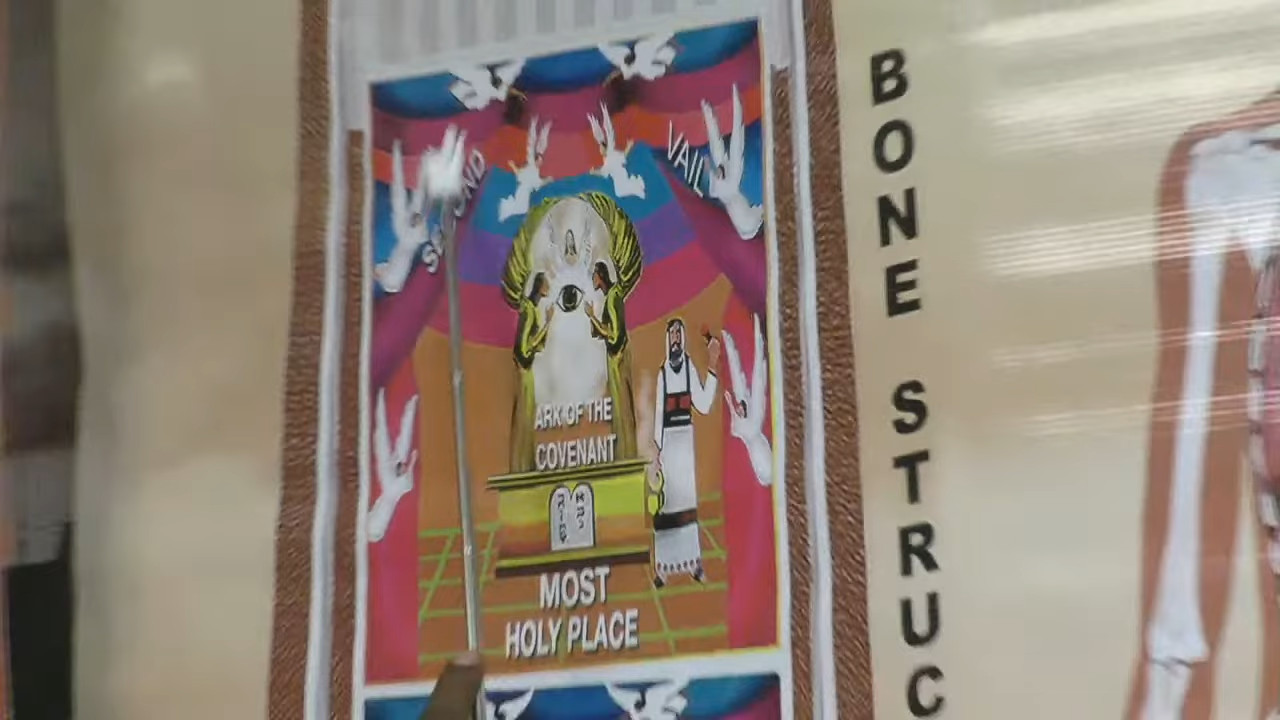 SECOND
VAIL
ARK OF THE
COVENANT
MOST
HOLY PLACE
BONE STRUC